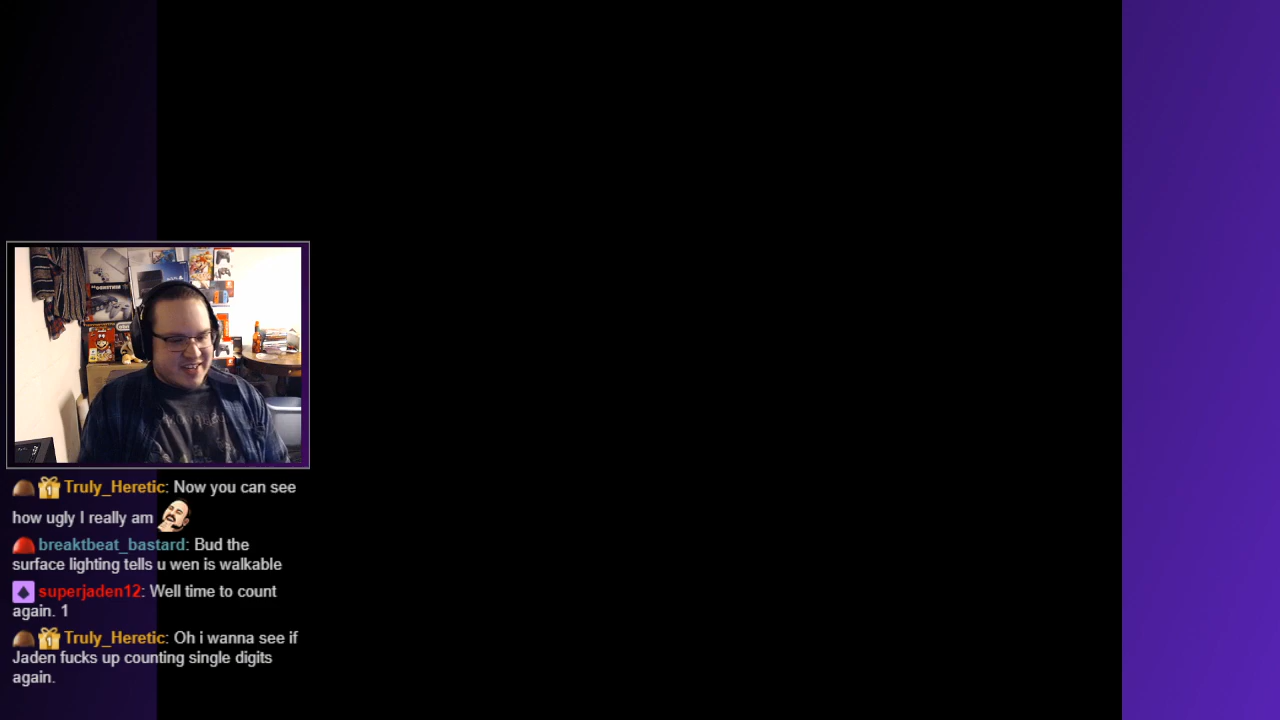 Truly_Heretic: Now you can see
how ugly I really am
breaktbeat_bastard: Bud the
surface lighting tells u wen is walkable
superjaden12: Well time to count
again. 1
Truly_Heretic: Oh i wanna see if
Jaden fucks up counting single digits
again.